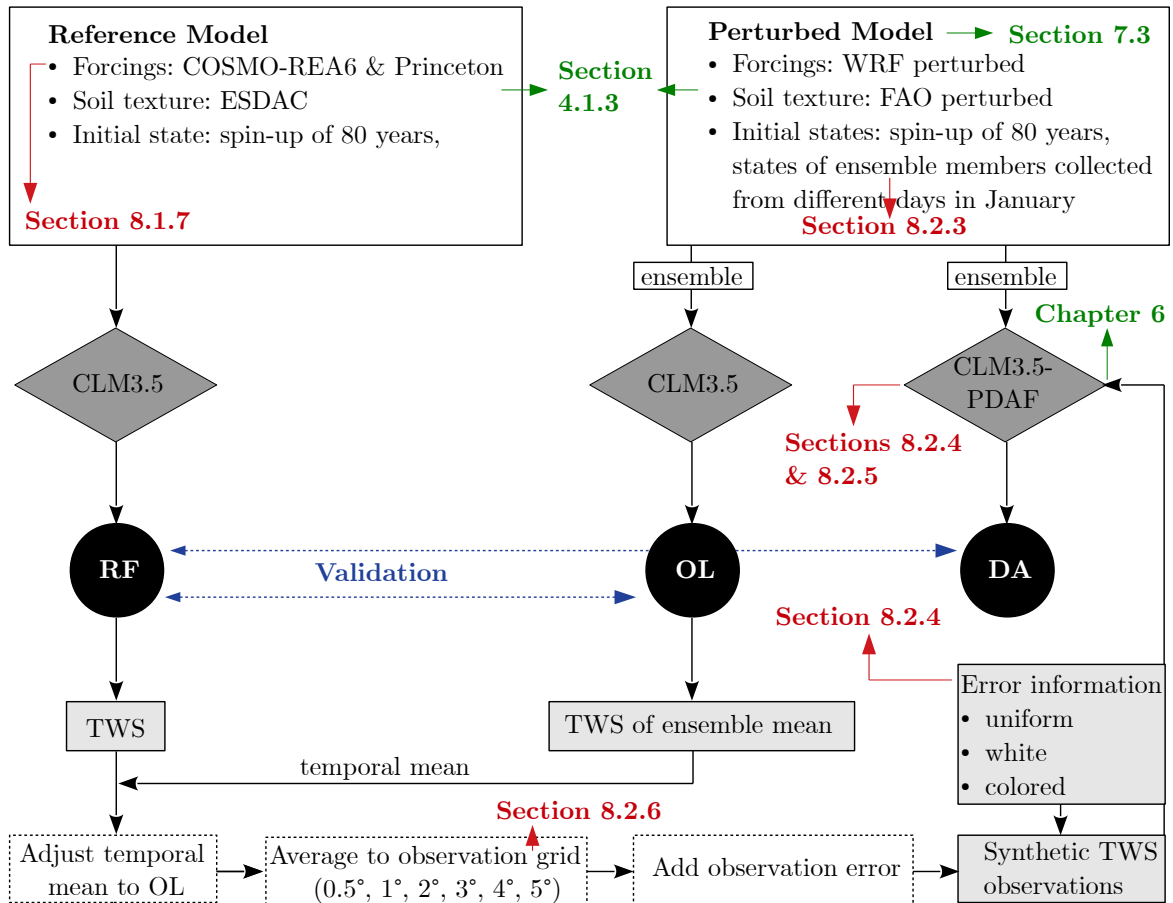 Reference Model
• Forcings: COSMO-REA6 & Princeton
• Soil texture: ESDAC
• Initial state: spin-up of 80 years,
Section 8.1.7
Section
4.1.3
Perturbed Model
Section 7.3
• Forcings: WRF perturbed
• Soil texture: FAO perturbed
• Initial states: spin-up of 80 years,
states of ensemble members collected
from different days in January
Section 8.2.3
ensemble
ensemble
Chapter 6
CLM3.5
CLM3.5
CLM3.5-
PDAF
Sections 8.2.4
& 8.2.5
RF
Validation
OL
DA
Section 8.2.4
Error information
• uniform
• white
• colored
TWS
TWS of ensemble mean
temporal mean
Section 8.2.6
Adjust temporal
mean to OL
Average to observation grid
(0.5°, 1°, 2°, 3°, 4°, 5°)
Add observation error
Synthetic TWS
observations